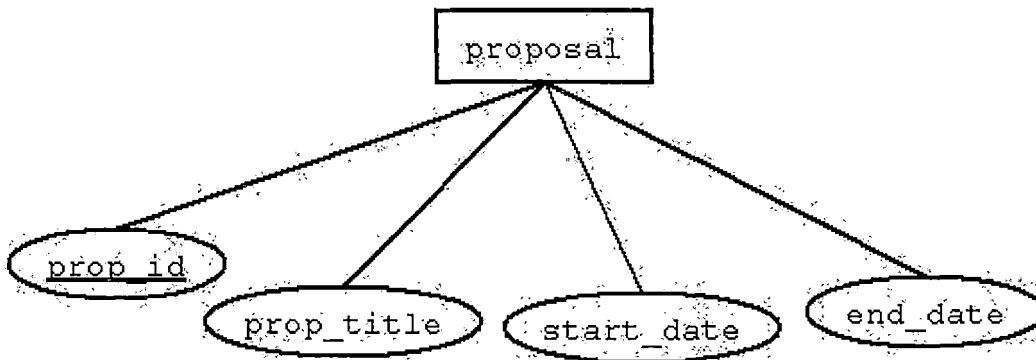 proposal
prop_id
prop_title
start_date
end_date